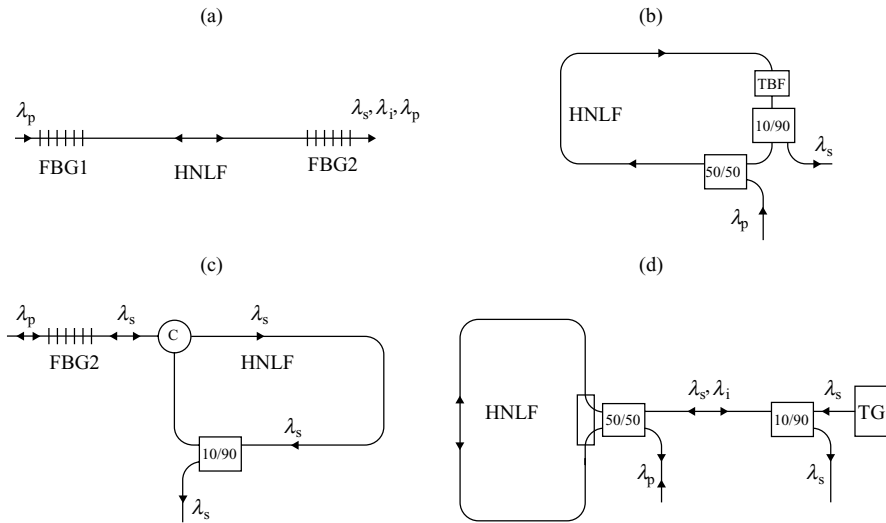 (a)
λp
λs, λi, λp
FBG1
HNLF
FBG2
(b)
HNLF
TBF
10/90
50/50
λs
λp
(c)
λp
λs
C
λs
FBG2
HNLF
10/90
λs
λs
(d)
HNLF
50/50
λs, λi
10/90
λs
TG
λp
λs